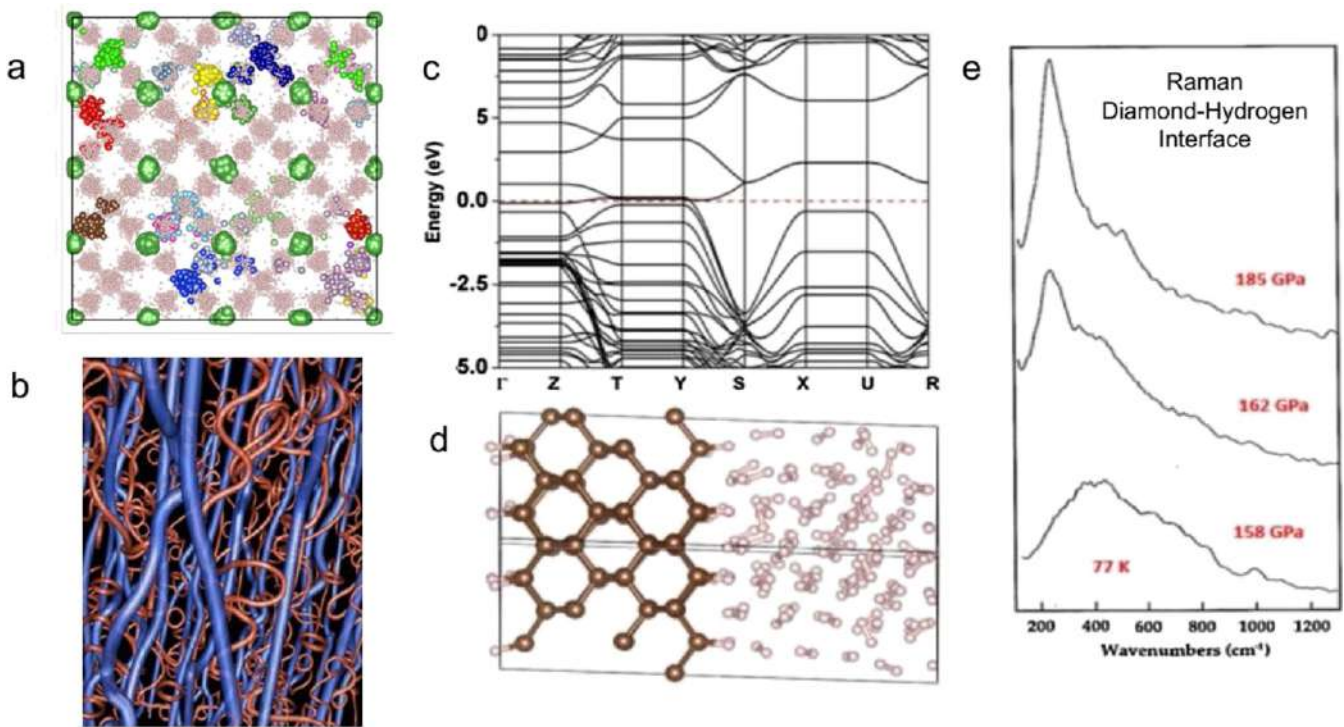 a
b
c
0
5
0.0
-2.5
5.0
Energy (eV)
Γ Z T Y S X U R
d
e
Raman
Diamond-Hydrogen
Interface
185 GPa
162 GPa
158 GPa
77 K
200 400 600 800 1000 1200
Wavenumbers (cm⁻¹)